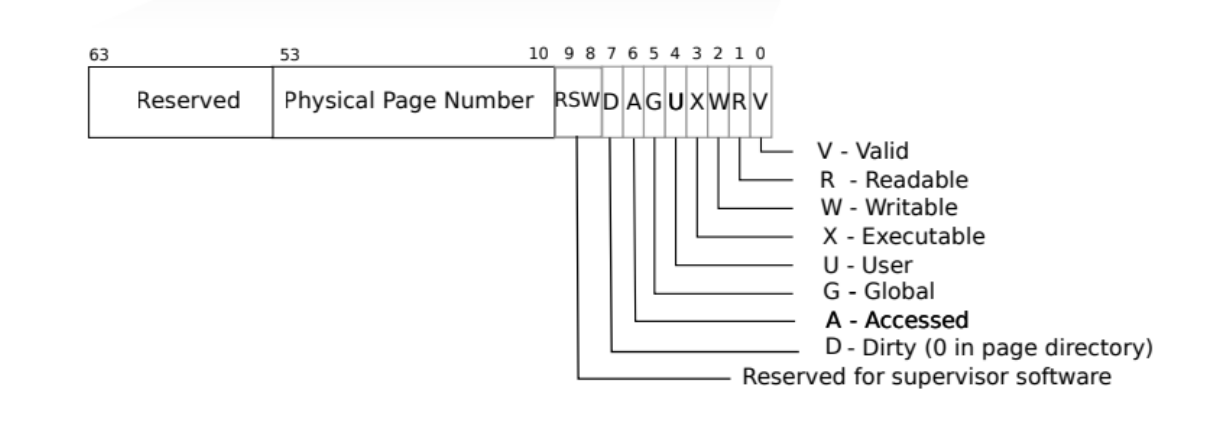 63 53 10 9 8 7 6 5 4 3 2 1 0
Reserved Physical Page Number RSW D A G U X W R V
V - Valid
R - Readable
W - Writable
X - Executable
U - User
G - Global
A - Accessed
D - Dirty (0 in page directory)
Reserved for supervisor software